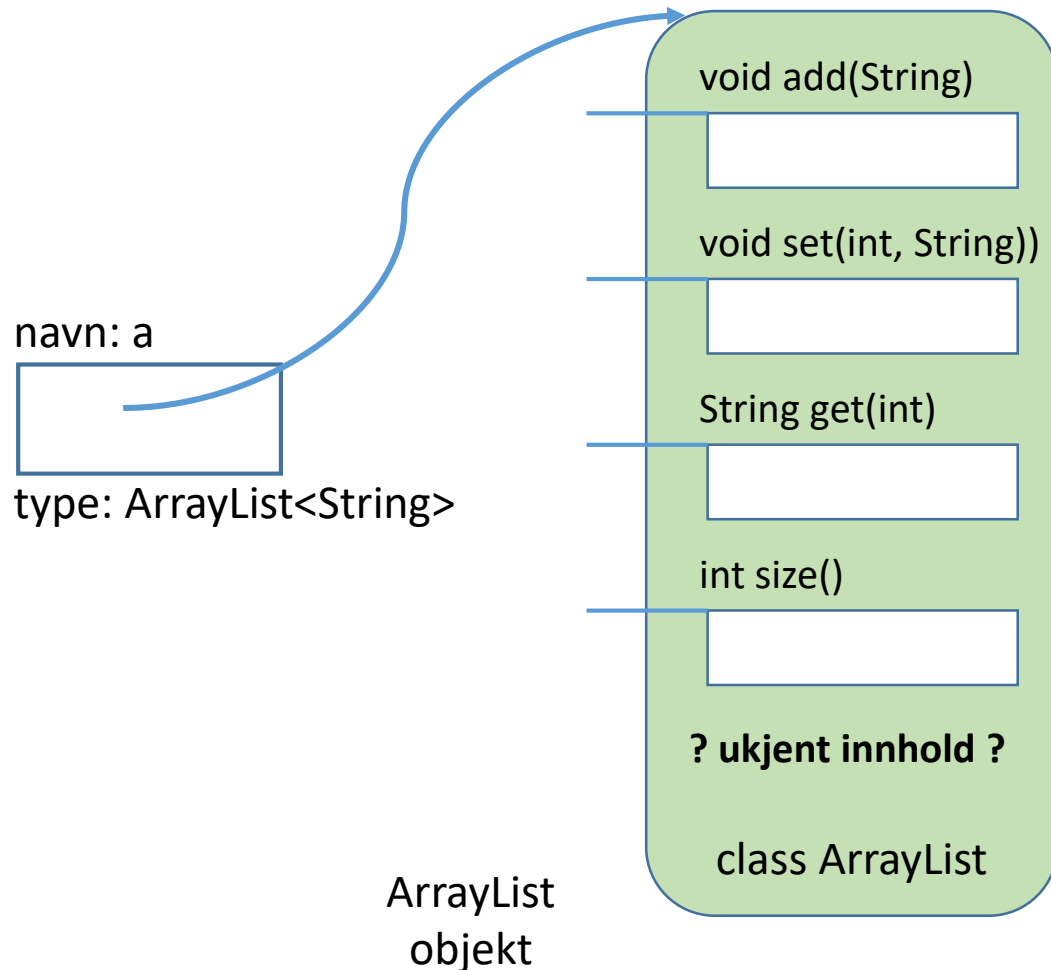 navn: a
type: ArrayList<String>
void add(String)
void set(int, String))
String get(int)
int size()
? ukjent innhold ?
class ArrayList
ArrayList
objekt